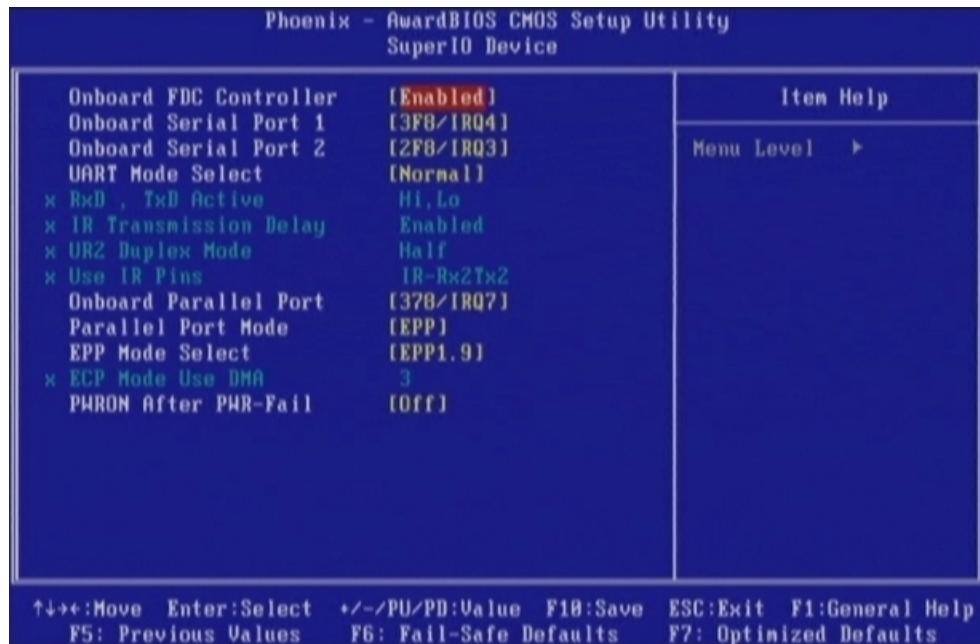 Phoenix - AwardBIOS CMOS Setup Utility
SuperIO Device
Onboard FDC Controller [Enabled]
Onboard Serial Port 1 [3F8/IRQ4]
Onboard Serial Port 2 [2F8/IRQ3]
UART Mode Select [Normal]
x RxD , TxD Active Hi,Lo
x IR Transmission Delay Enabled
x UR2 Duplex Mode Half
x Use IR Pins IR-Rx2Tx2
Onboard Parallel Port [378/IRQ7]
Parallel Port Mode [EPP]
EPP Mode Select [EPP1.9]
x ECP Mode Use DMA 3
PWRON After PWR-Fail [Off]
Item Help
Menu Level ▶
↑↓→←:Move Enter:Select +/-/PU/PD:Value F10:Save ESC:Exit F1:General Help
F5: Previous Values F6: Fail-Safe Defaults F7: Optimized Defaults